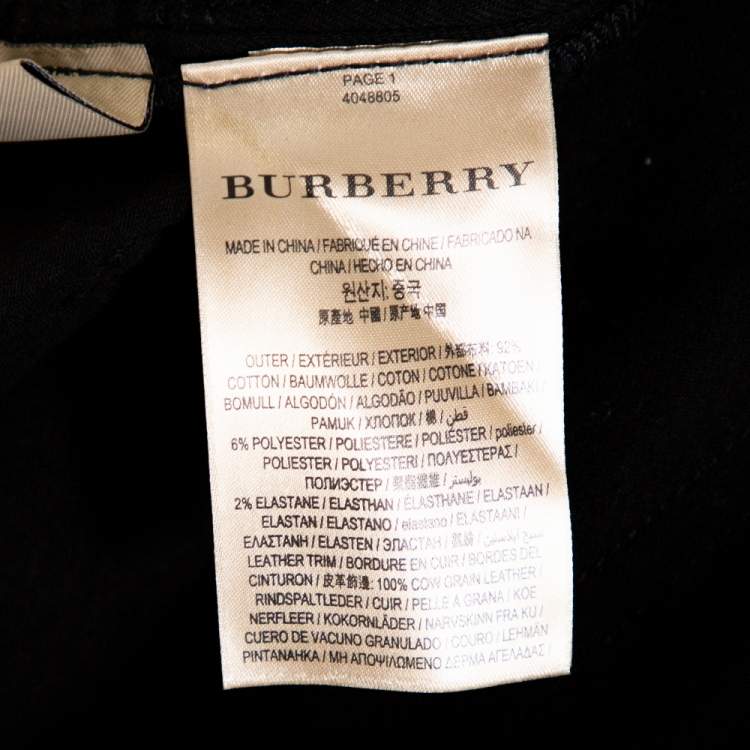 PAGE 1
4048805
BURBERRY
MADE IN CHINA / FABRIQUÉ EN CHINE / FABRICADO NA
CHINA / HECHO EN CHINA
원산지: 중국
原產地 中國 / 原产地 中国
OUTER / EXTÉRIEUR / EXTERIOR / 外部布料: 92%
COTTON / BAUMWOLLE / COTON / COTONE / KATOEN /
BOMULL / ALGODÓN / ALGODÃO / PUUVILLA / BAMBAKI /
PAMUK / ХЛОПОК / 棉 / قطن /
6% POLYESTER / POLIESTERE / POLIÉSTER / poliester /
POLIESTER / POLYESTERI / ΠΟΛΥΕΣΤΕΡΑΣ /
ПОЛИЭСТЕР / 聚酯纖維 / بوليستر /
2% ELASTANE / ELASTHAN / ÉLASTHANE / ELASTAAN /
ELASTAN / ELASTANO / elastano / ELASTAANI /
ΕΛΑΣΤΑΝΗ / ELASTEN / ЭЛАСТАН /
LEATHER TRIM / BORDURE EN CUIR / BORDES DEL
CINTURON / 皮革飾邊: 100% COW GRAIN LEATHER /
RINDSPALTLEDER / CUIR / PELLE A GRANA / KOE
NERFLEER / KOKORNLÄDER / NARVSKINN FRA KU /
CUERO DE VACUNO GRANULADO / COURO / LEHMÄN
PINTANAHKA / ΜΗ ΑΠΟΨΙΛΩΜΕΝΟ ΔΕΡΜΑ ΑΓΕΛΑΔΑΣ /